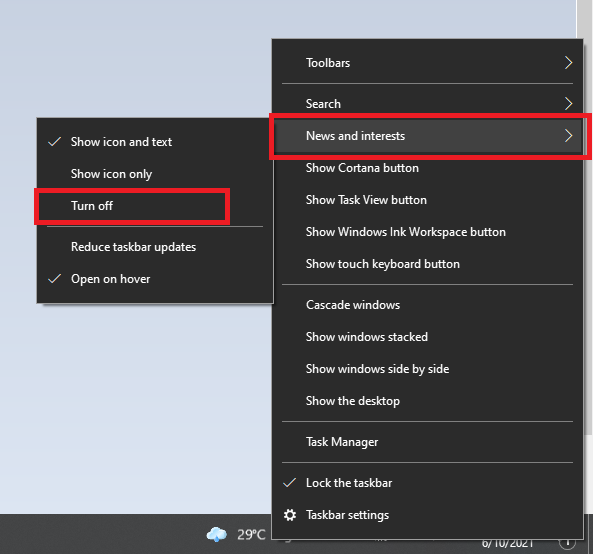 Toolbars
Search
News and interests
Show Cortana button
Show Task View button
Show Windows Ink Workspace button
Show touch keyboard button
Cascade windows
Show windows stacked
Show windows side by side
Show the desktop
Task Manager
Lock the taskbar
Taskbar settings
Show icon and text
Show icon only
Turn off
Reduce taskbar updates
Open on hover
29°C
6/10/2021